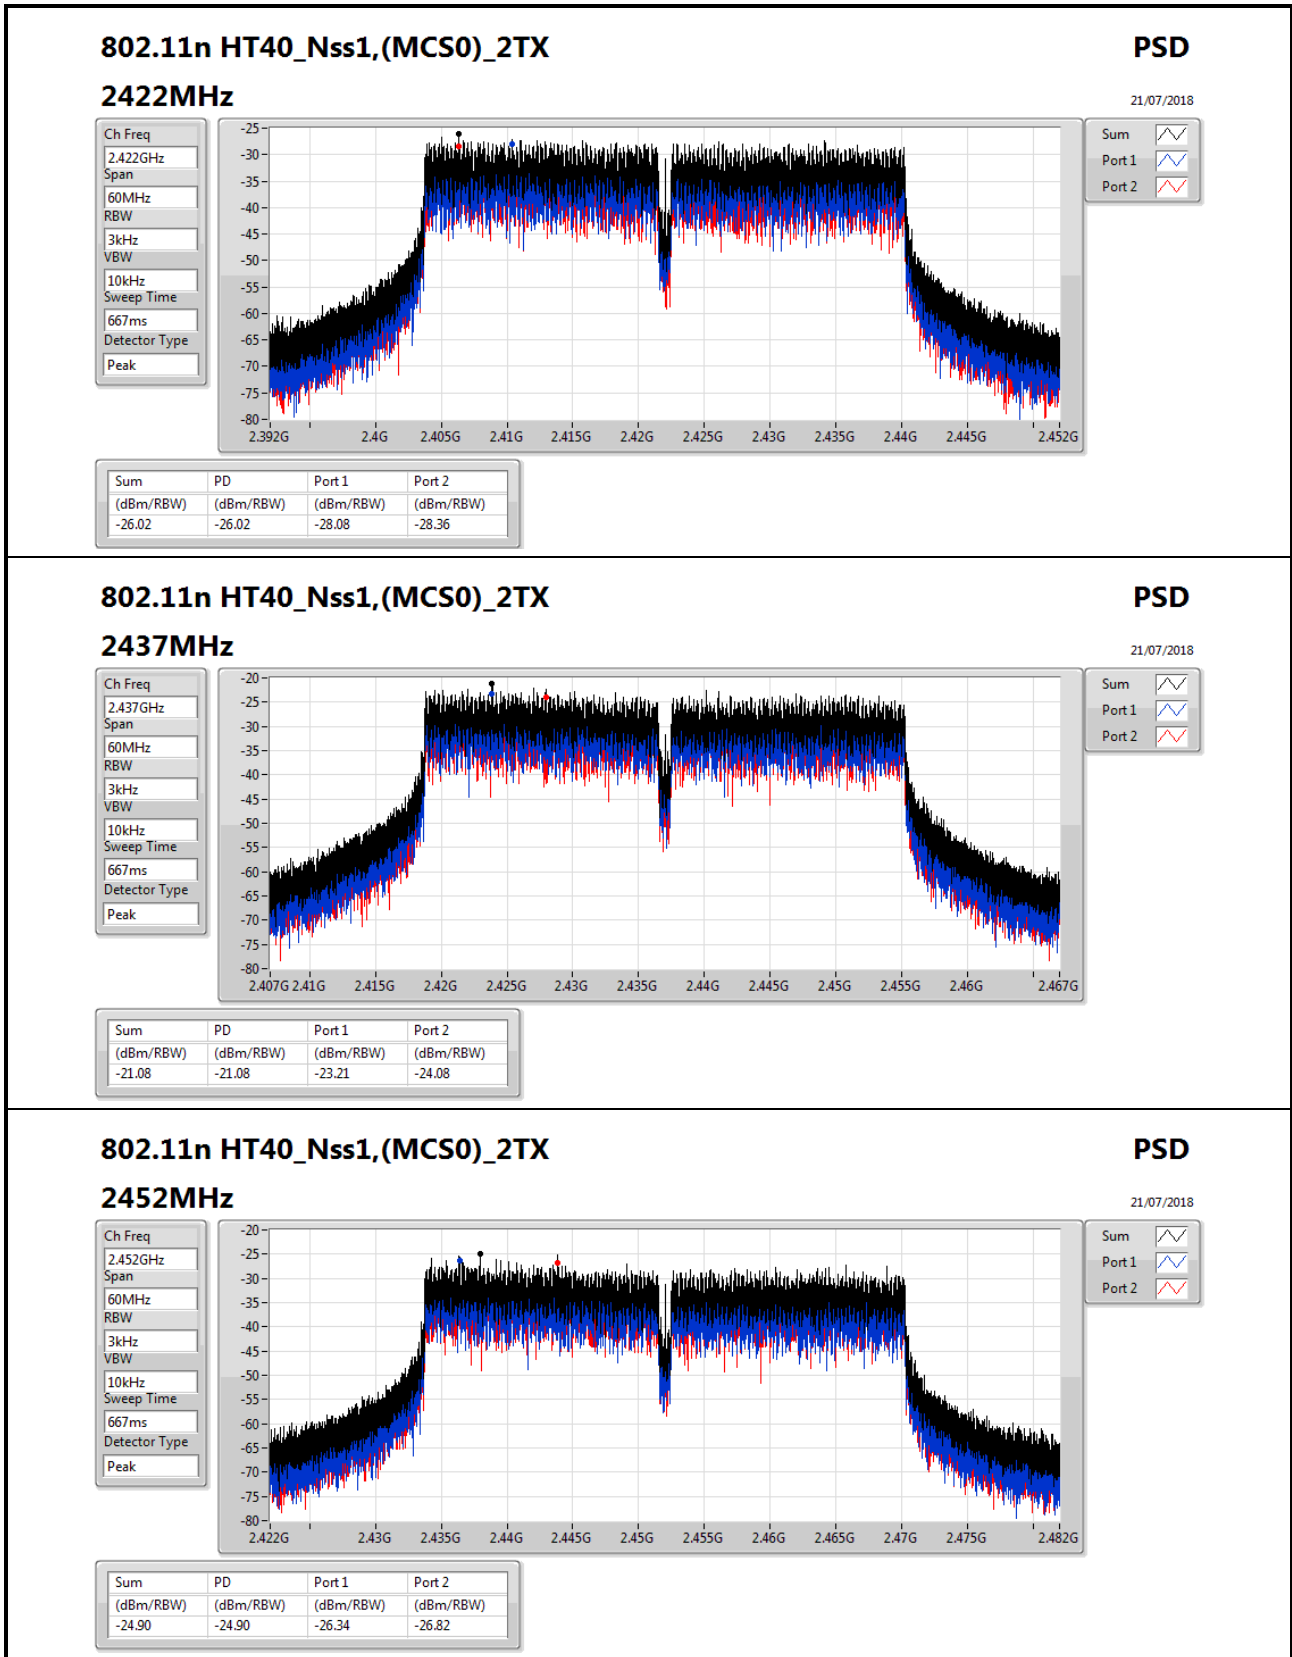 802.11n HT40_Nss1,(MCS0)_2TX PSD
2422MHz 21/07/2018
Ch Freq
2.422GHz
Span
60MHz
RBW
3kHz
VBW
10kHz
Sweep Time
667ms
Detector Type
Peak
-25
-30
-35
-40
-45
-50
-55
-60
-65
-70
-75
-80
2.392G 2.4G 2.405G 2.41G 2.415G 2.42G 2.425G 2.43G 2.435G 2.44G 2.445G 2.452G
Sum
Port 1
Port 2
Sum PD Port 1 Port 2
(dBm/RBW) (dBm/RBW) (dBm/RBW) (dBm/RBW)
-26.02 -26.02 -28.08 -28.36
802.11n HT40_Nss1,(MCS0)_2TX PSD
2437MHz 21/07/2018
Ch Freq
2.437GHz
Span
60MHz
RBW
3kHz
VBW
10kHz
Sweep Time
667ms
Detector Type
Peak
-20
-25
-30
-35
-40
-45
-50
-55
-60
-65
-70
-75
-80
2.407G 2.41G 2.415G 2.42G 2.425G 2.43G 2.435G 2.44G 2.445G 2.45G 2.455G 2.46G 2.467G
Sum
Port 1
Port 2
Sum PD Port 1 Port 2
(dBm/RBW) (dBm/RBW) (dBm/RBW) (dBm/RBW)
-21.08 -21.08 -23.21 -24.08
802.11n HT40_Nss1,(MCS0)_2TX PSD
2452MHz 21/07/2018
Ch Freq
2.452GHz
Span
60MHz
RBW
3kHz
VBW
10kHz
Sweep Time
667ms
Detector Type
Peak
-20
-25
-30
-35
-40
-45
-50
-55
-60
-65
-70
-75
-80
2.422G 2.43G 2.435G 2.44G 2.445G 2.45G 2.455G 2.46G 2.465G 2.47G 2.475G 2.482G
Sum
Port 1
Port 2
Sum PD Port 1 Port 2
(dBm/RBW) (dBm/RBW) (dBm/RBW) (dBm/RBW)
-24.90 -24.90 -26.34 -26.82